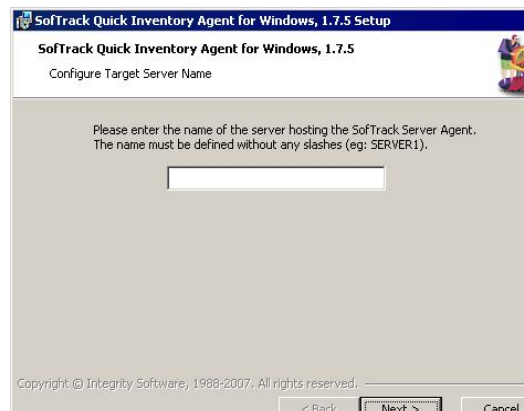 SofTrack Quick Inventory Agent for Windows, 1.7.5 Setup
SofTrack Quick Inventory Agent for Windows, 1.7.5
Configure Target Server Name
Please enter the name of the server hosting the SofTrack Server Agent.
The name must be defined without any slashes (eg: SERVER1).
Copyright © Integrity Software, 1988-2007. All rights reserved.
< Back Next > Cancel